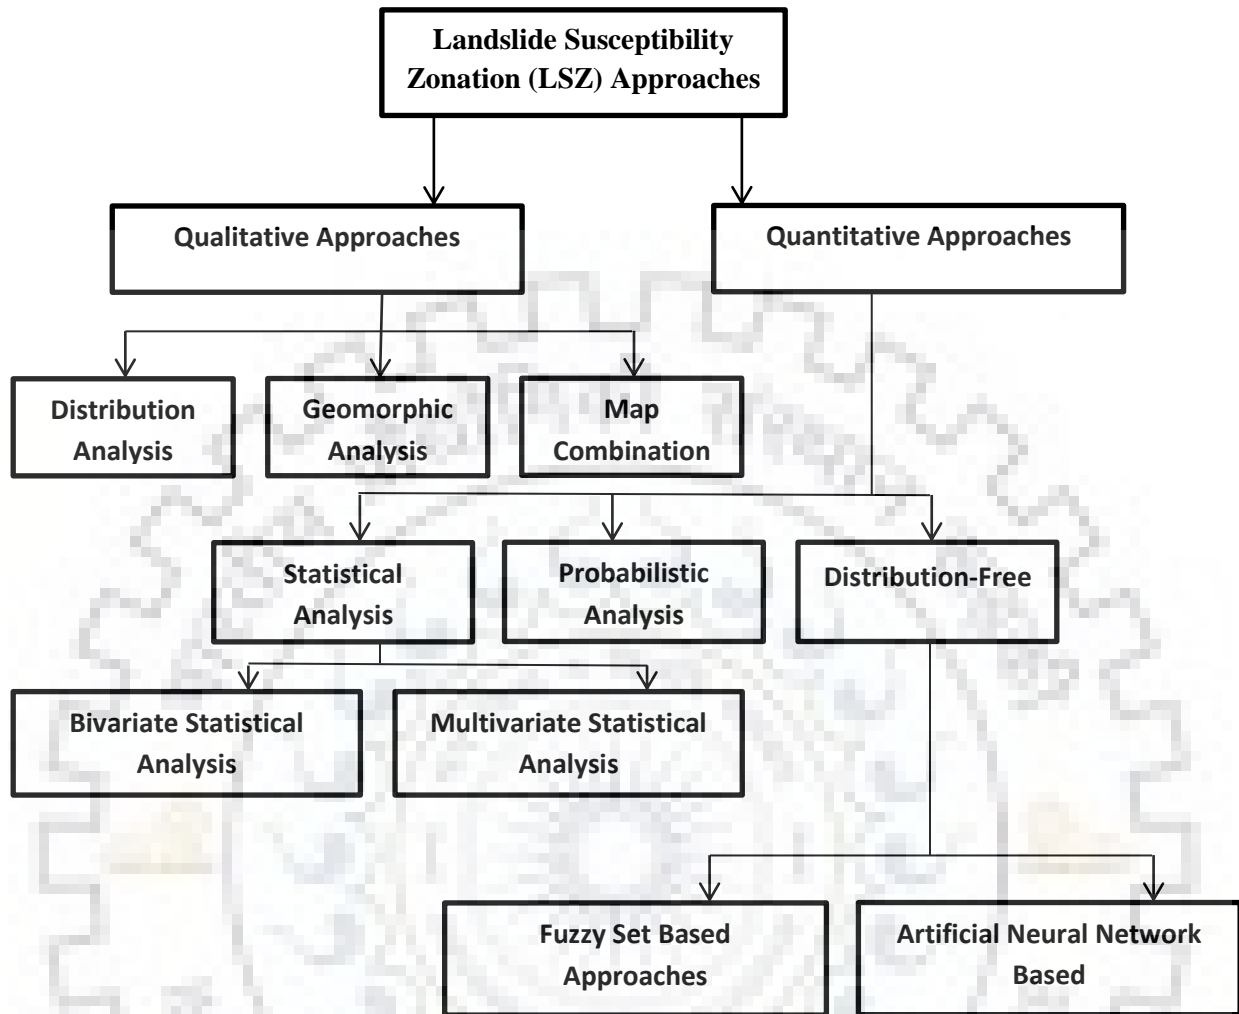 Landslide Susceptibility
Zonation (LSZ) Approaches
Qualitative Approaches
Quantitative Approaches
Distribution
Analysis
Geomorphic
Analysis
Map
Combination
Statistical
Analysis
Probabilistic
Analysis
Distribution-Free
Bivariate Statistical
Analysis
Multivariate Statistical
Analysis
Fuzzy Set Based
Approaches
Artificial Neural Network
Based